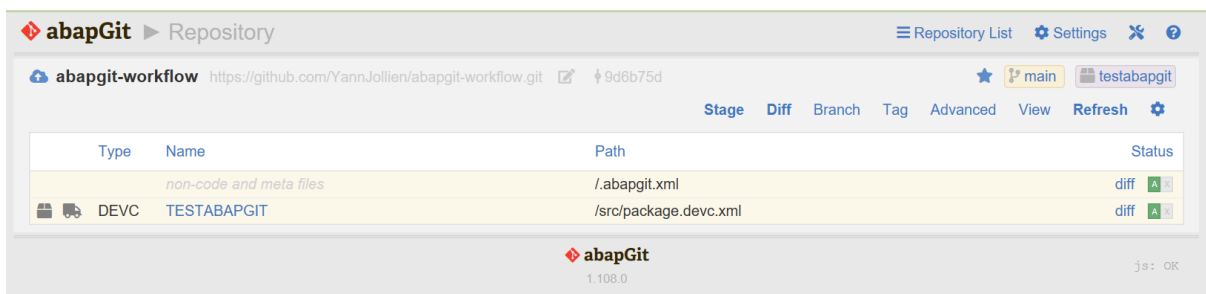 abapGit Repository Repository List Settings
abapgit-workflow https://github.com/YannJollien/abapgit-workflow.git 9d6b75d main testabapgit
Stage Diff Branch Tag Advanced View Refresh
Type Name Path Status
non-code and meta files /.abapgit.xml diff A X
DEVC TESTABAPGIT /src/package.devc.xml diff A X
abapGit
1.108.0
js: OK